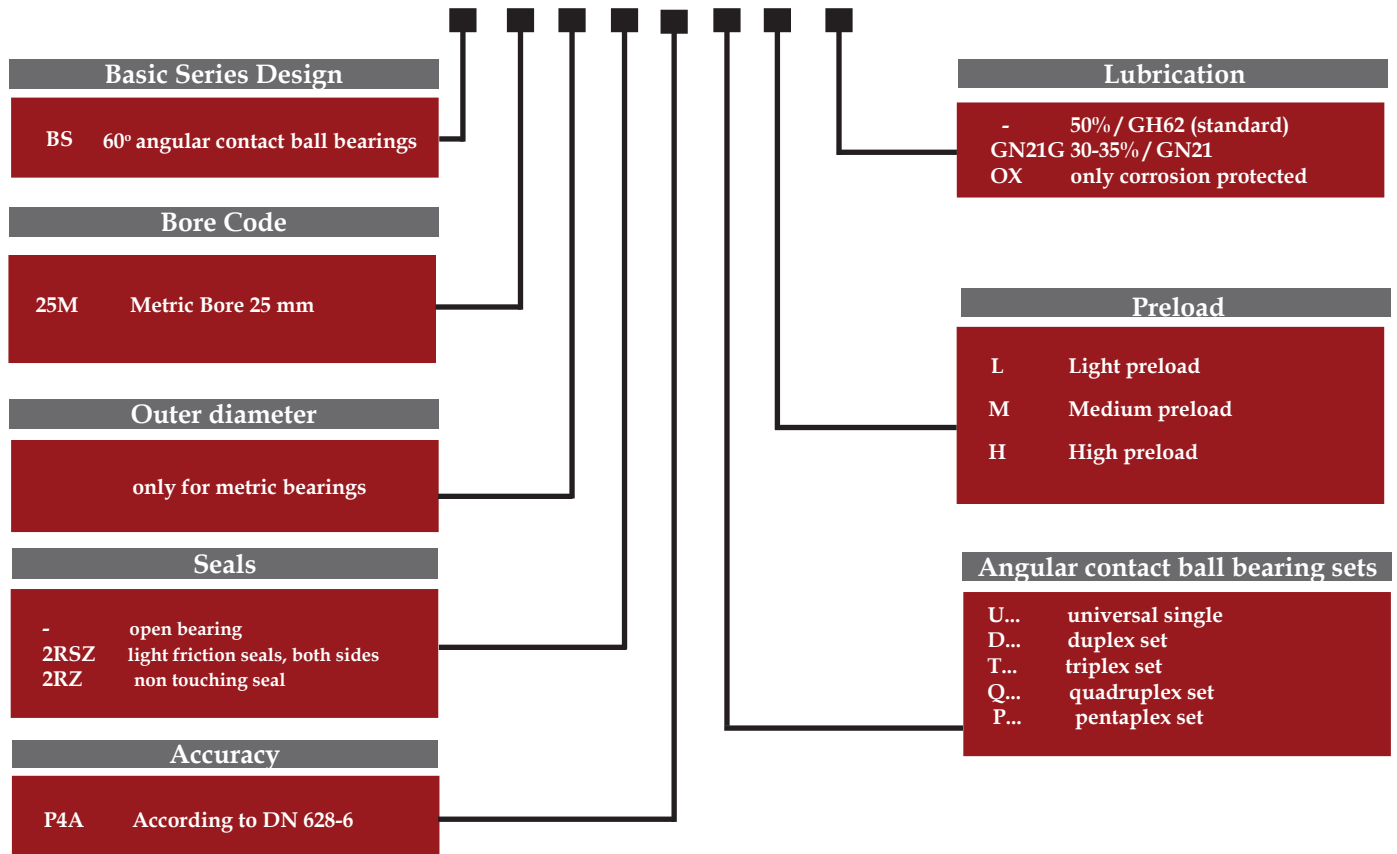 Basic Series Design
BS 60° angular contact ball bearings
Bore Code
25M Metric Bore 25 mm
Outer diameter
only for metric bearings
Seals
- open bearing
2RSZ light friction seals, both sides
2RZ non touching seal
Accuracy
P4A According to DN 628-6
Lubrication
- 50% / GH62 (standard)
GN21G 30-35% / GN21
OX only corrosion protected
Preload
L Light preload
M Medium preload
H High preload
Angular contact ball bearing sets
U... universal single
D... duplex set
T... triplex set
Q... quadruplex set
P... pentaplex set